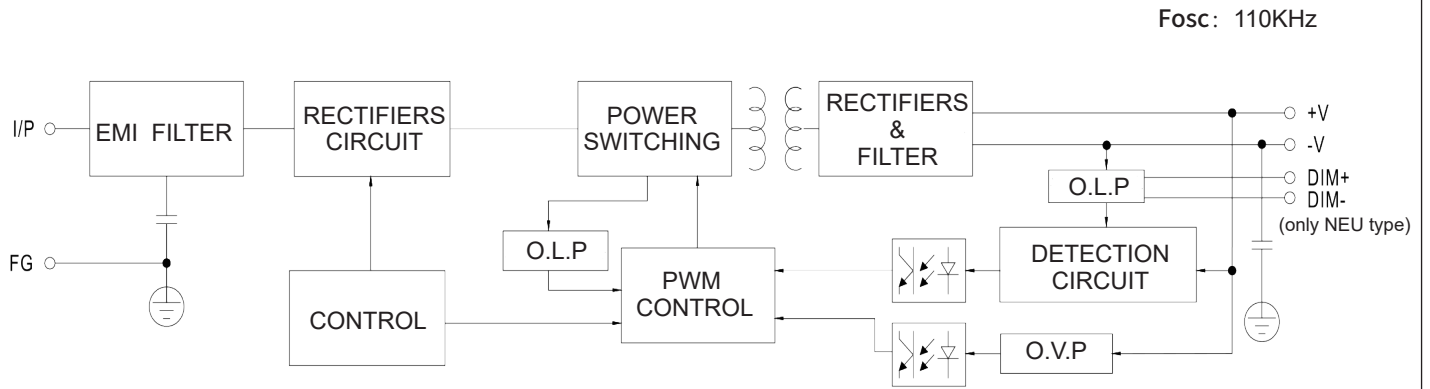 Fosc: 110KHz
I/P
EMI FILTER
RECTIFIERS
CIRCUIT
POWER
SWITCHING
RECTIFIERS
&
FILTER
+V
-V
DIM+
DIM-
(only NEU type)
O.L.P
FG
O.L.P
DETECTION
CIRCUIT
CONTROL
PWM
CONTROL
O.V.P